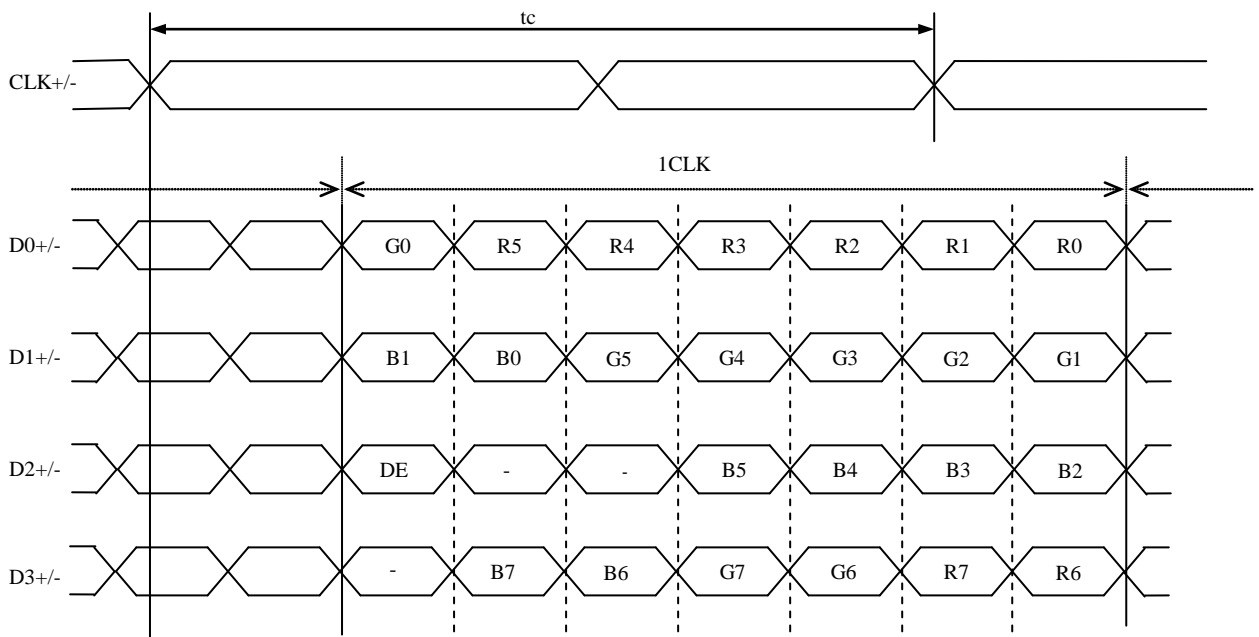 tc
CLK+/-
1CLK
D0+/- G0 R5 R4 R3 R2 R1 R0
D1+/- B1 B0 G5 G4 G3 G2 G1
D2+/- DE - - B5 B4 B3 B2
D3+/- - B7 B6 G7 G6 R7 R6